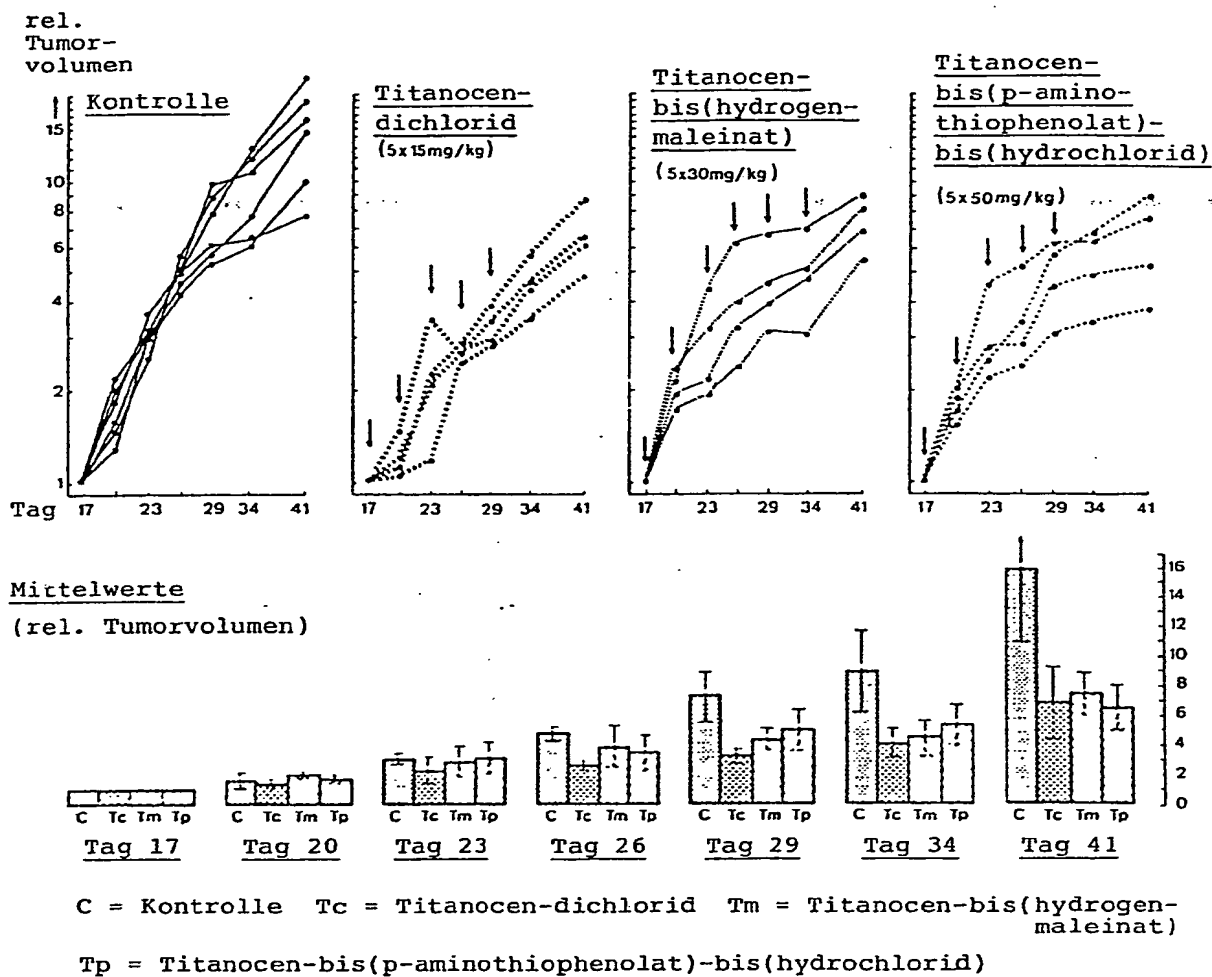 rel.
Tumor-
volumen
Kontrolle
Titanocen-
dichlorid
(5x15mg/kg)
Titanocen-
bis(hydrogen-
maleinat)
(5x30mg/kg)
Titanocen-
bis(p-amino-
thiophenolat)-
bis(hydrochlorid)
(5x50mg/kg)
15
10
8
6
4
2
1
Tag 17 23 29 34 41
17 23 29 34 41
17 23 29 34 41
17 23 29 34 41
Mittelwerte
(rel. Tumorvolumen)
16
14
12
10
8
6
4
2
0
C Tc Tm Tp
C Tc Tm Tp
C Tc Tm Tp
C Tc Tm Tp
C Tc Tm Tp
C Tc Tm Tp
C Tc Tm Tp
Tag 17 Tag 20 Tag 23 Tag 26 Tag 29 Tag 34 Tag 41
C = Kontrolle Tc = Titanocen-dichlorid Tm = Titanocen-bis(hydrogen-
maleinat)
Tp = Titanocen-bis(p-aminothiophenolat)-bis(hydrochlorid)